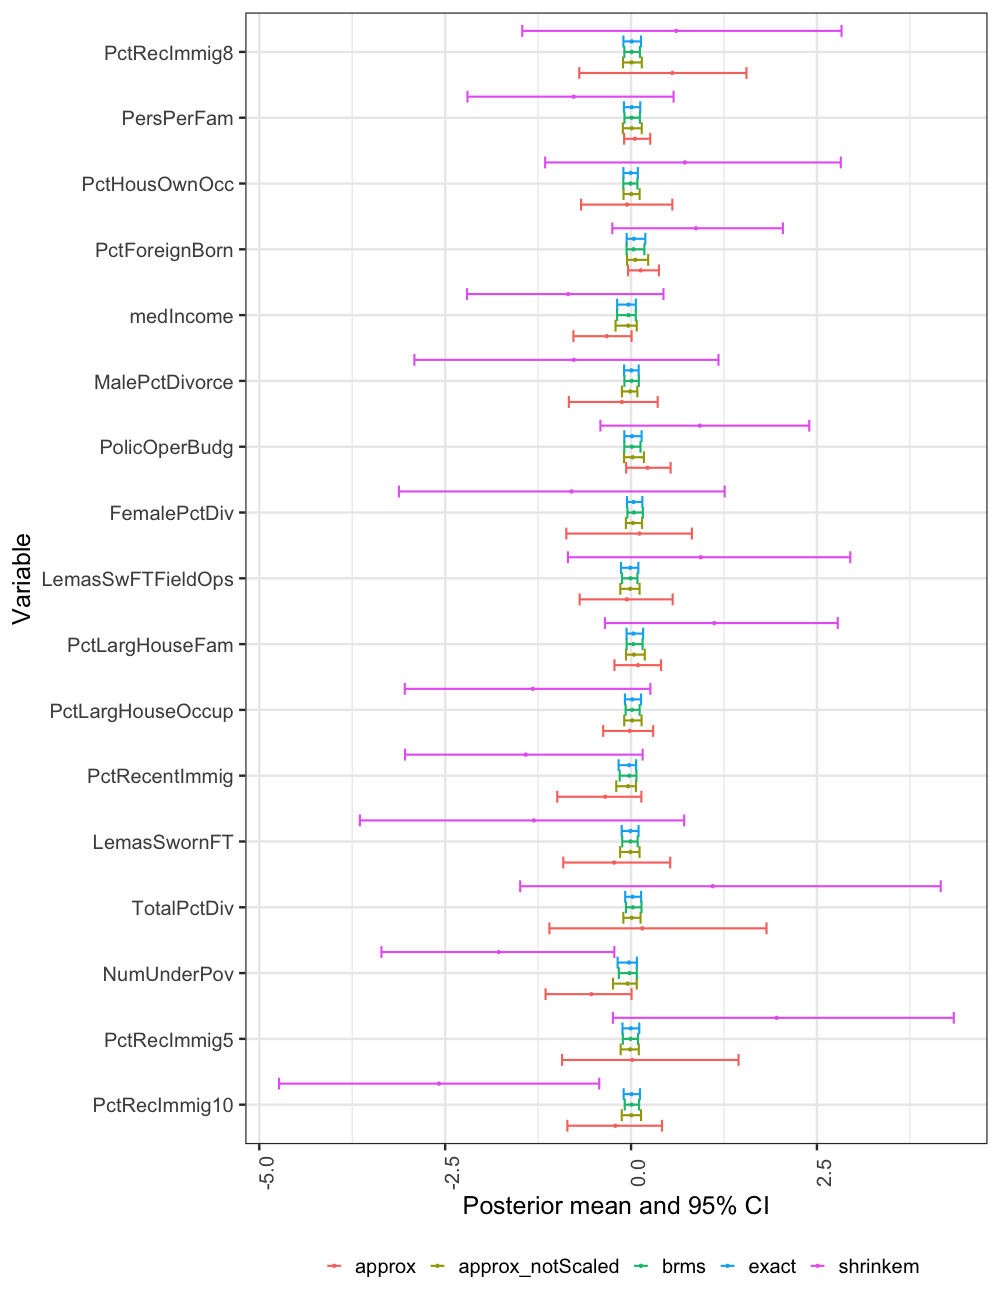 PctRecImmig8
PersPerFam
PctHousOwnOcc
PctForeignBorn
medIncome
MalePctDivorce
PolicOperBudg
FemalePctDiv
LemasSwFTFieldOps
PctLargHouseFam
PctLargHouseOccup
PctRecentImmig
LemasSwornFT
TotalPctDiv
NumUnderPov
PctRecImmig5
PctRecImmig10
Variable
-5.0
-2.5
0.0
2.5
Posterior mean and 95% CI
approx approx_notScaled brms exact shrinkem